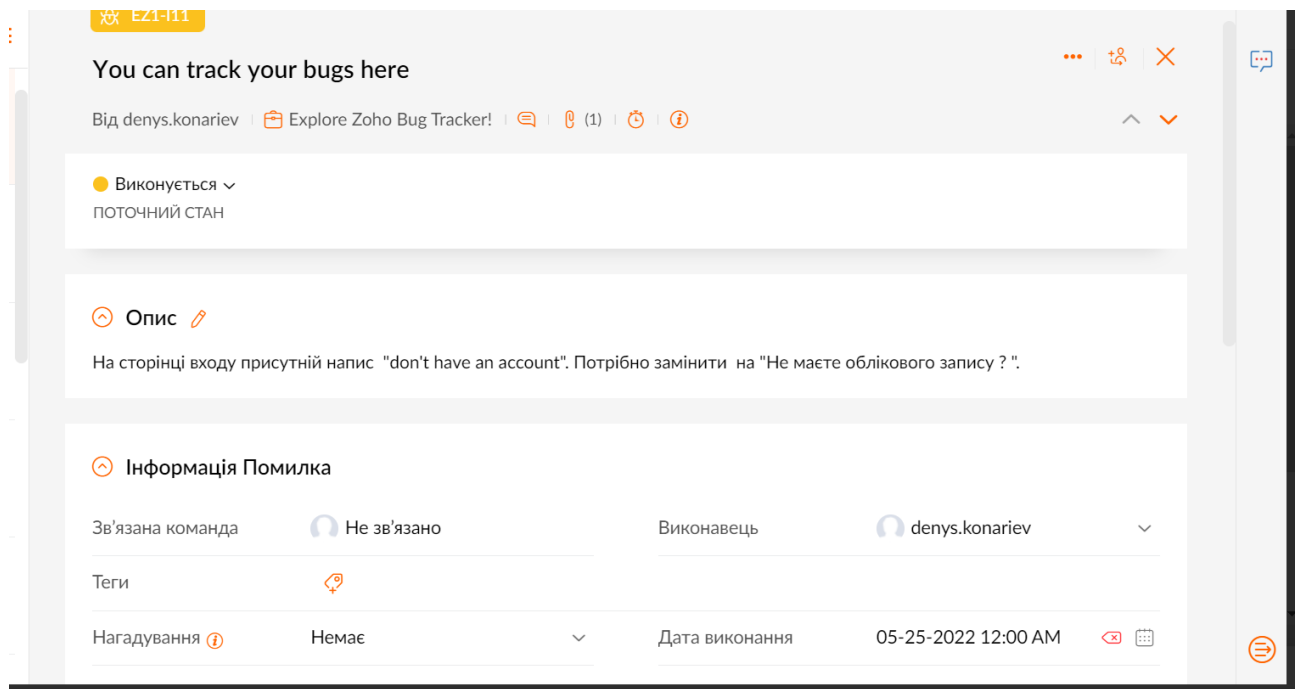 EZ1-I11
You can track your bugs here
Від denys.konariev Explore Zoho Bug Tracker! (1)
Виконується
ПОТОЧНИЙ СТАН
Опис
На сторінці входу присутній напис "don't have an account". Потрібно замінити на "Не маєте облікового запису ? ".
Інформація Помилка
Зв'язана команда Не зв'язано Виконавець denys.konariev
Теги
Нагадування Немає Дата виконання 05-25-2022 12:00 AM